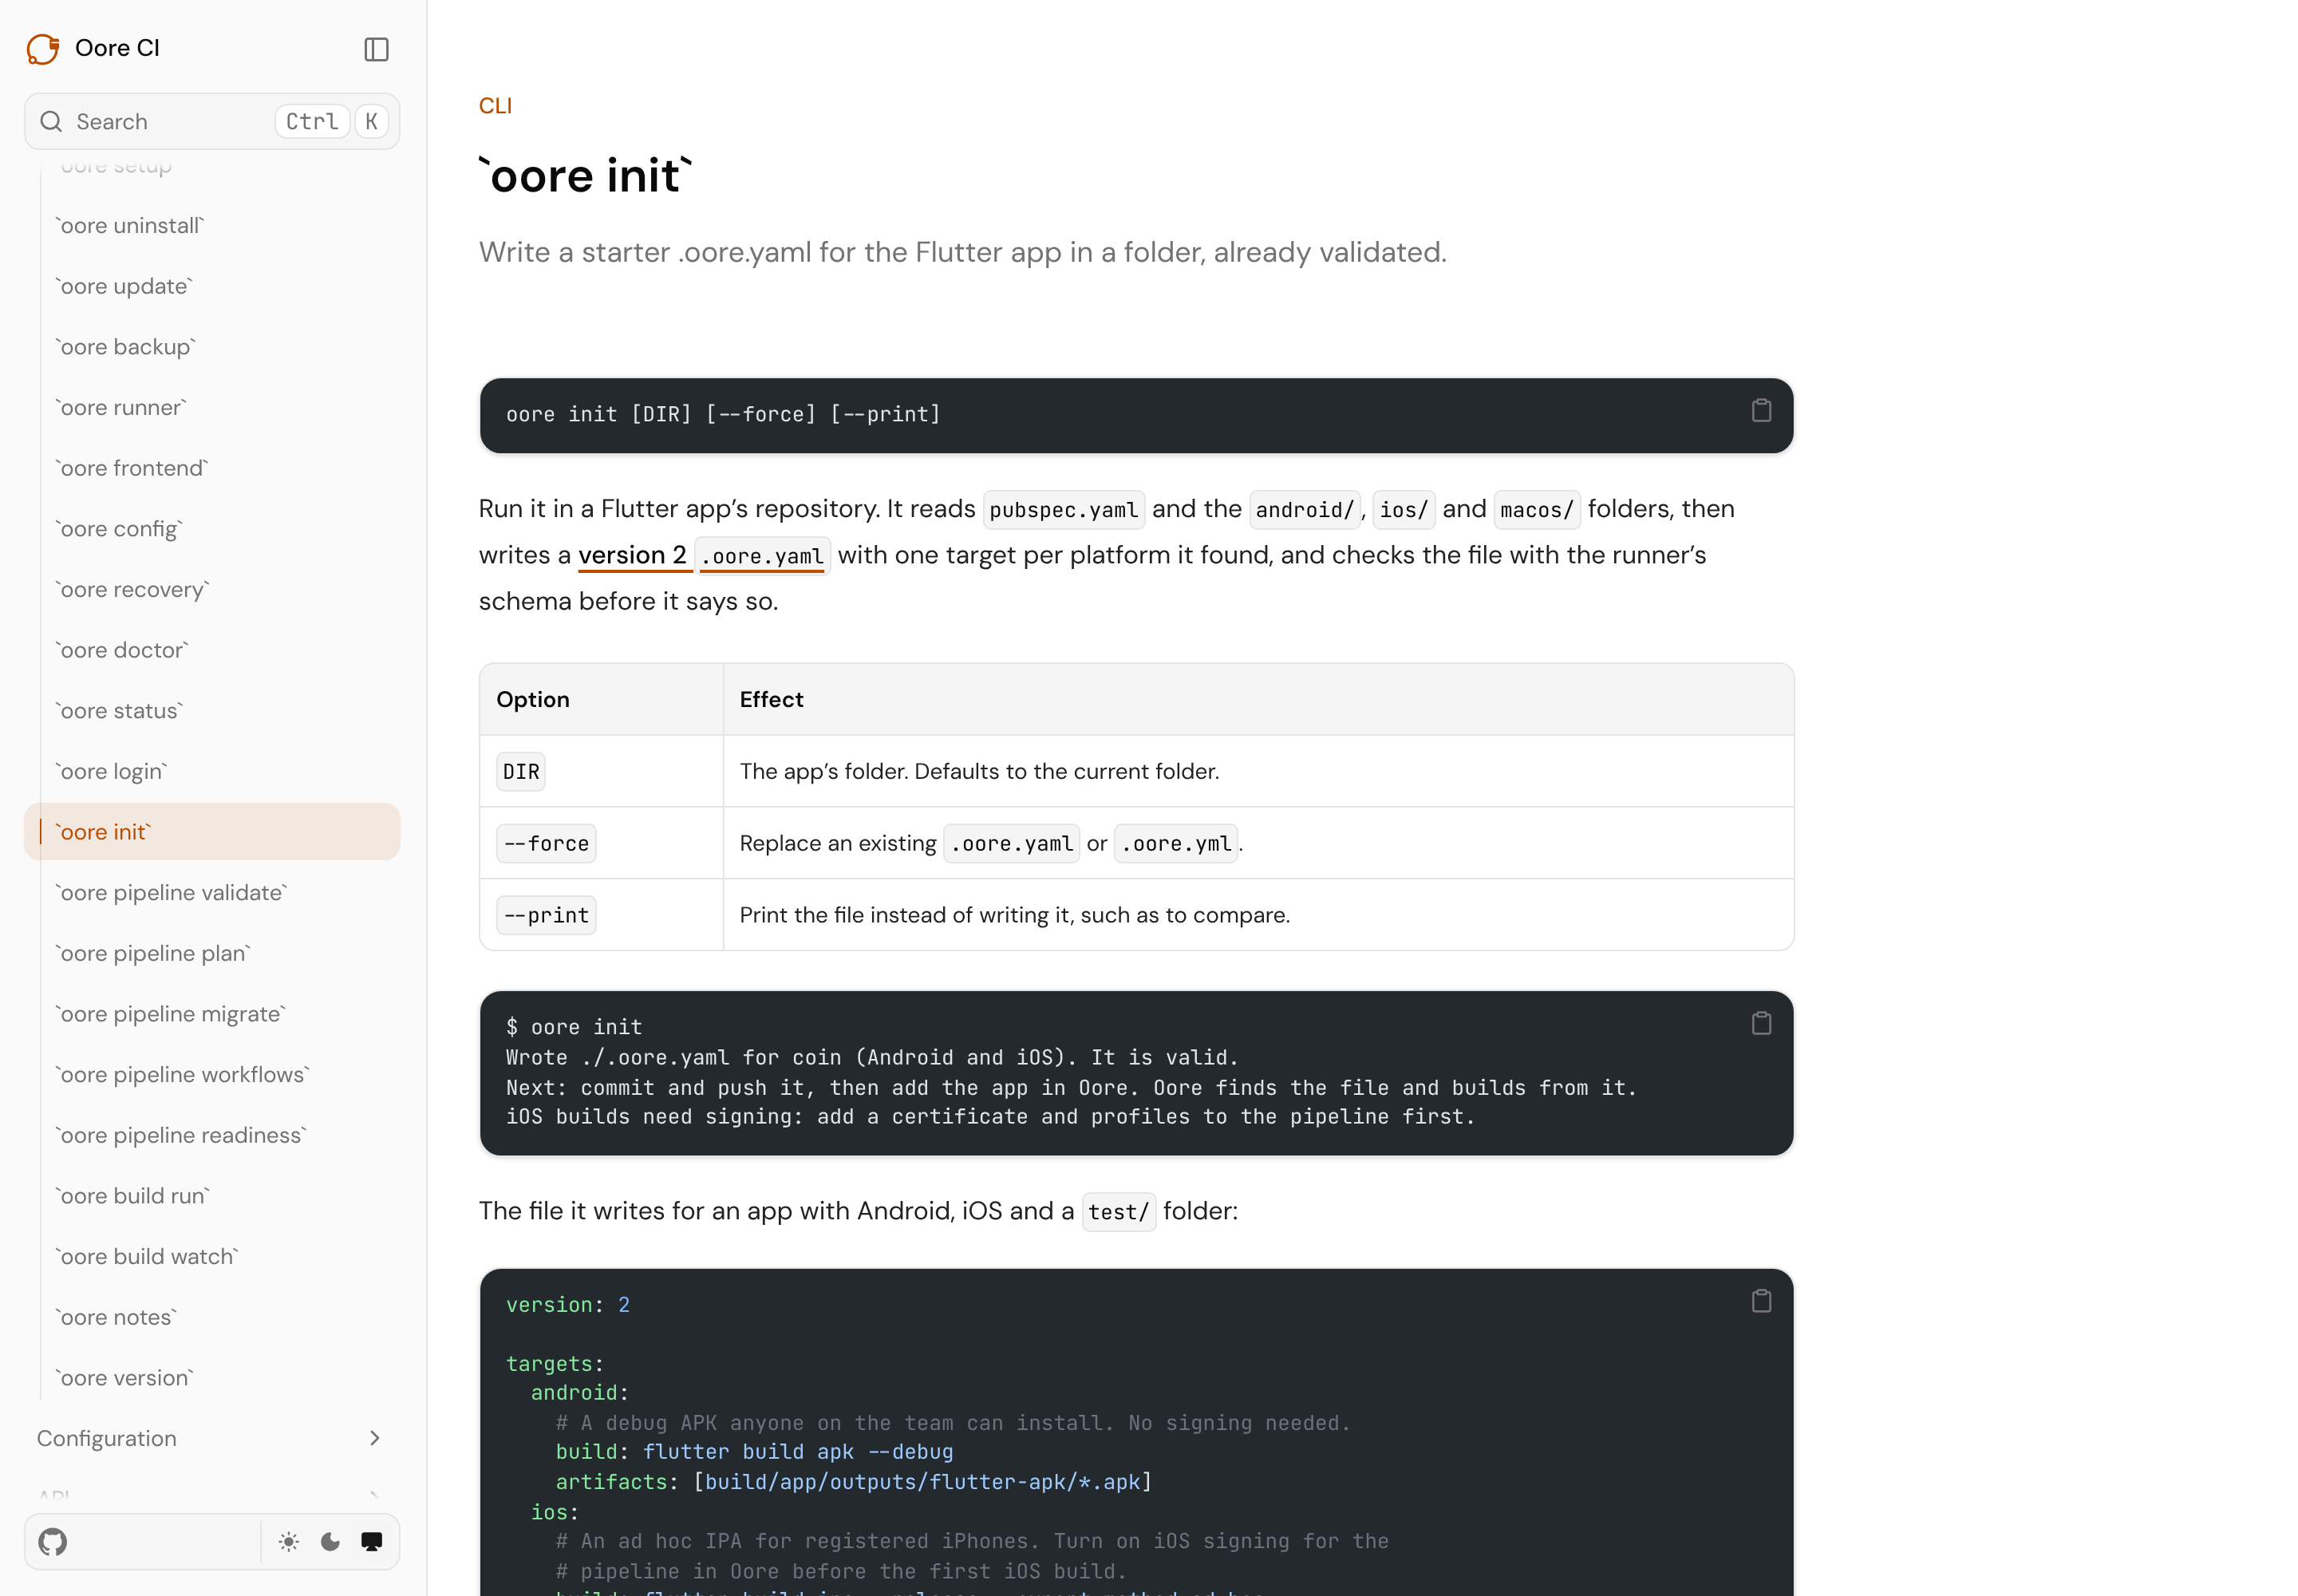 Oore CI
Search Ctrl K
`oore setup`
`oore uninstall`
`oore update`
`oore backup`
`oore runner`
`oore frontend`
`oore config`
`oore recovery`
`oore doctor`
`oore status`
`oore login`
`oore init`
`oore pipeline validate`
`oore pipeline plan`
`oore pipeline migrate`
`oore pipeline workflows`
`oore pipeline readiness`
`oore build run`
`oore build watch`
`oore notes`
`oore version`
Configuration
API
CLI
`oore init`
Write a starter .oore.yaml for the Flutter app in a folder, already validated.
oore init [DIR] [--force] [--print]
Run it in a Flutter app’s repository. It reads pubspec.yaml and the android/, ios/ and macos/ folders, then
writes a version 2 .oore.yaml with one target per platform it found, and checks the file with the runner’s
schema before it says so.
Option Effect
DIR The app’s folder. Defaults to the current folder.
--force Replace an existing .oore.yaml or .oore.yml.
--print Print the file instead of writing it, such as to compare.
$ oore init
Wrote ./.oore.yaml for coin (Android and iOS). It is valid.
Next: commit and push it, then add the app in Oore. Oore finds the file and builds from it.
iOS builds need signing: add a certificate and profiles to the pipeline first.
The file it writes for an app with Android, iOS and a test/ folder:
version: 2
targets:
  android:
    # A debug APK anyone on the team can install. No signing needed.
    build: flutter build apk --debug
    artifacts: [build/app/outputs/flutter-apk/*.apk]
  ios:
    # An ad hoc IPA for registered iPhones. Turn on iOS signing for the
    # pipeline in Oore before the first iOS build.